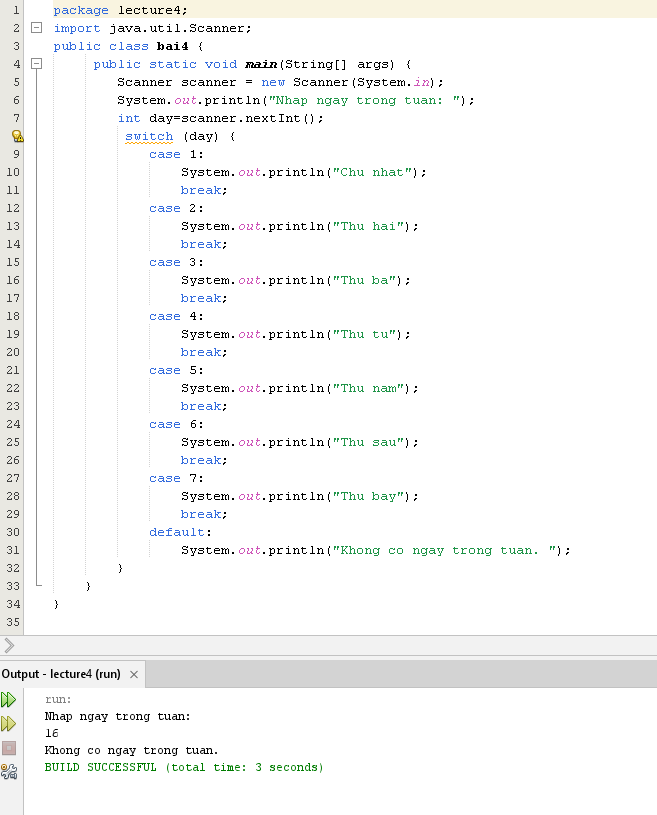 1 package lecture4;
2 import java.util.Scanner;
3 public class bai4 {
4 public static void main(String[] args) {
5 Scanner scanner = new Scanner(System.in);
6 System.out.println("Nhap ngay trong tuan: ");
7 int day=scanner.nextInt();
switch (day) {
9 case 1:
10 System.out.println("Chu nhat");
11 break;
12 case 2:
13 System.out.println("Thu hai");
14 break;
15 case 3:
16 System.out.println("Thu ba");
17 break;
18 case 4:
19 System.out.println("Thu tu");
20 break;
21 case 5:
22 System.out.println("Thu nam");
23 break;
24 case 6:
25 System.out.println("Thu sau");
26 break;
27 case 7:
28 System.out.println("Thu bay");
29 break;
30 default:
31 System.out.println("Khong co ngay trong tuan. ");
32 }
33 }
34 }
35
Output - lecture4 (run)
run:
Nhap ngay trong tuan:
16
Khong co ngay trong tuan.
BUILD SUCCESSFUL (total time: 3 seconds)